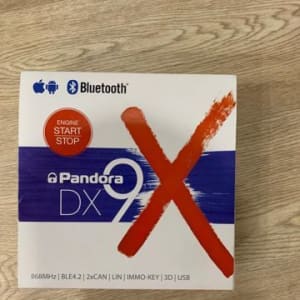 Bluetooth®
ENGINE
START
STOP
Pandora
DX 9X
868MHz | BLE4.2 | 2xCAN | LIN | IMMO-KEY | 3D | USB